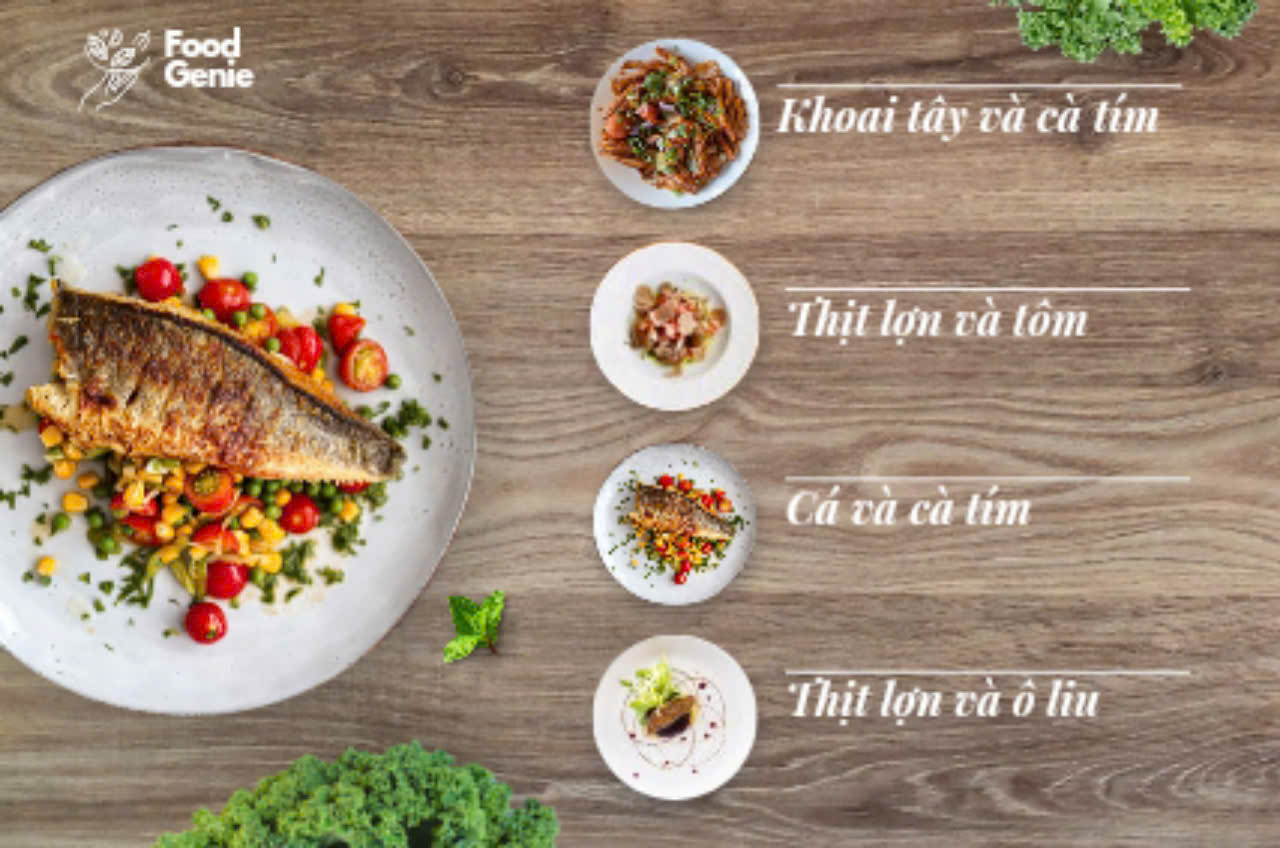 Food
Genie
Khoai tây và cà tím
Thịt lợn và tôm
Cá và cà tím
Thịt lợn và ô liu